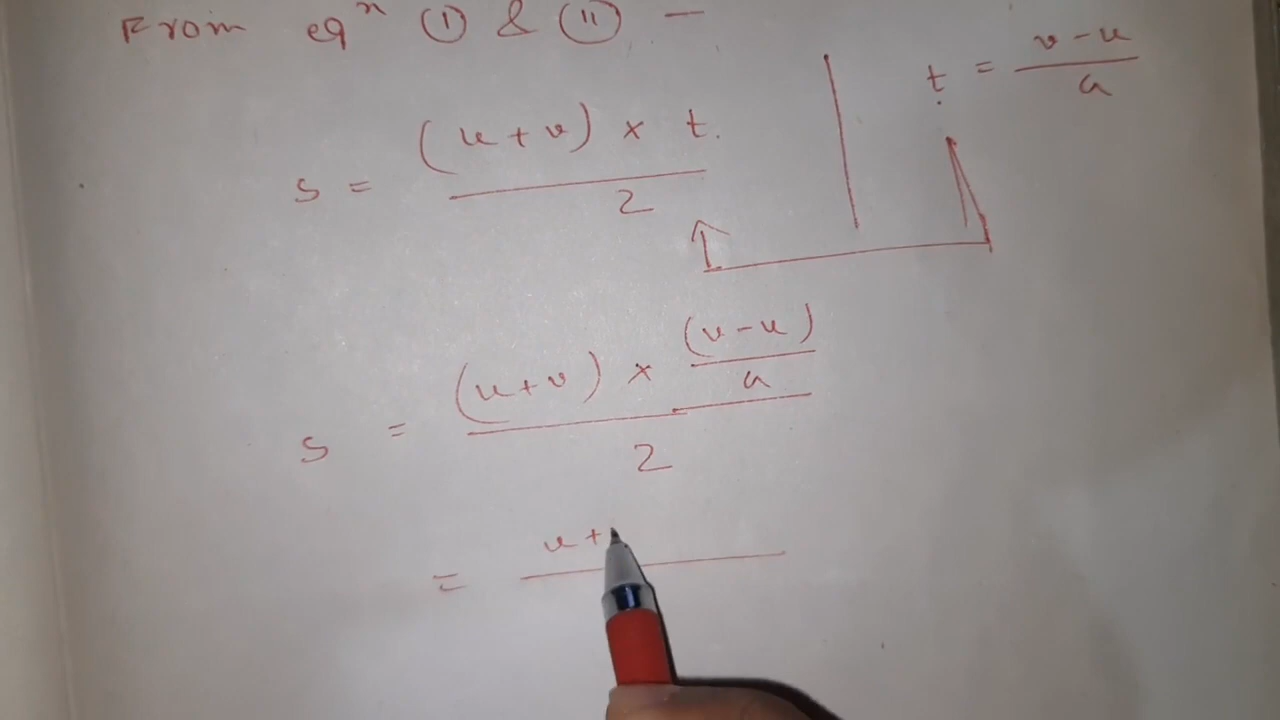 From eqⁿ (I) & (II) —
t = (v-u)/a
s = (u+v) × t. / 2
s = (u+v) × (v-u)/a / 2
= u+